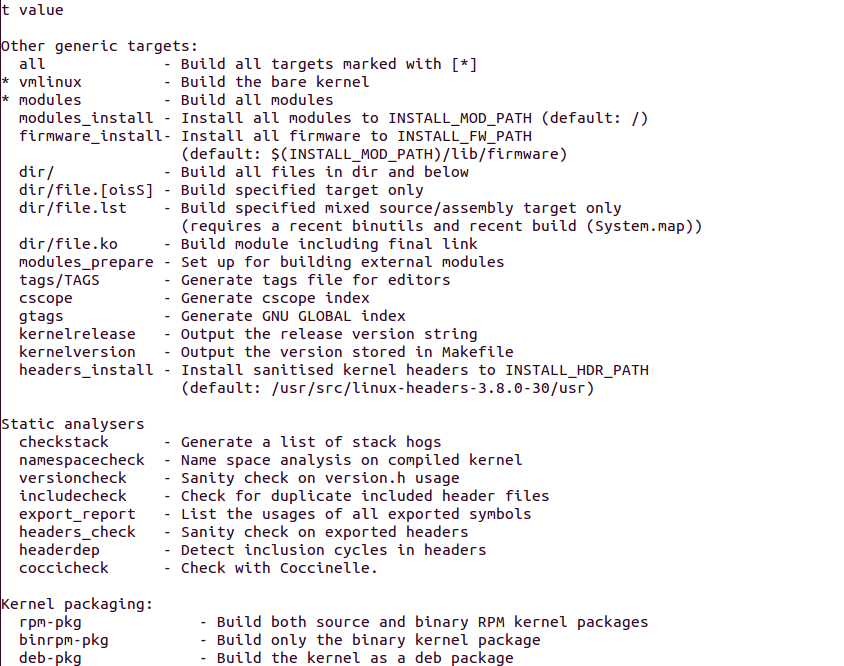 t value

Other generic targets:
  all             - Build all targets marked with [*]
* vmlinux         - Build the bare kernel
* modules         - Build all modules
  modules_install - Install all modules to INSTALL_MOD_PATH (default: /)
  firmware_install- Install all firmware to INSTALL_FW_PATH
                    (default: $(INSTALL_MOD_PATH)/lib/firmware)
  dir/            - Build all files in dir and below
  dir/file.[oisS] - Build specified target only
  dir/file.lst    - Build specified mixed source/assembly target only
                    (requires a recent binutils and recent build (System.map))
  dir/file.ko     - Build module including final link
  modules_prepare - Set up for building external modules
  tags/TAGS       - Generate tags file for editors
  cscope          - Generate cscope index
  gtags           - Generate GNU GLOBAL index
  kernelrelease   - Output the release version string
  kernelversion   - Output the version stored in Makefile
  headers_install - Install sanitised kernel headers to INSTALL_HDR_PATH
                    (default: /usr/src/linux-headers-3.8.0-30/usr)

Static analysers
  checkstack      - Generate a list of stack hogs
  namespacecheck  - Name space analysis on compiled kernel
  versioncheck    - Sanity check on version.h usage
  includecheck    - Check for duplicate included header files
  export_report   - List the usages of all exported symbols
  headers_check   - Sanity check on exported headers
  headerdep       - Detect inclusion cycles in headers
  coccicheck      - Check with Coccinelle.

Kernel packaging:
  rpm-pkg             - Build both source and binary RPM kernel packages
  binrpm-pkg          - Build only the binary kernel package
  deb-pkg             - Build the kernel as a deb package